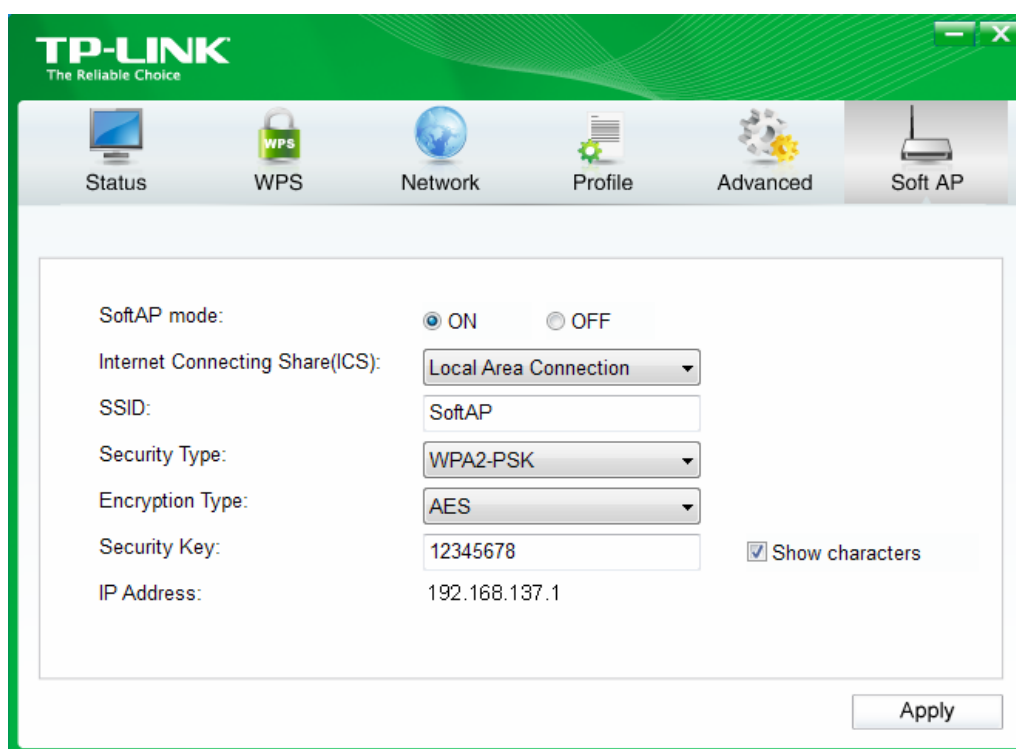 TP-LINK
The Reliable Choice
WPS
Status WPS Network Profile Advanced Soft AP
SoftAP mode: ON OFF
Internet Connecting Share(ICS): Local Area Connection
SSID: SoftAP
Security Type: WPA2-PSK
Encryption Type: AES
Security Key: 12345678 Show characters
IP Address: 192.168.137.1
Apply